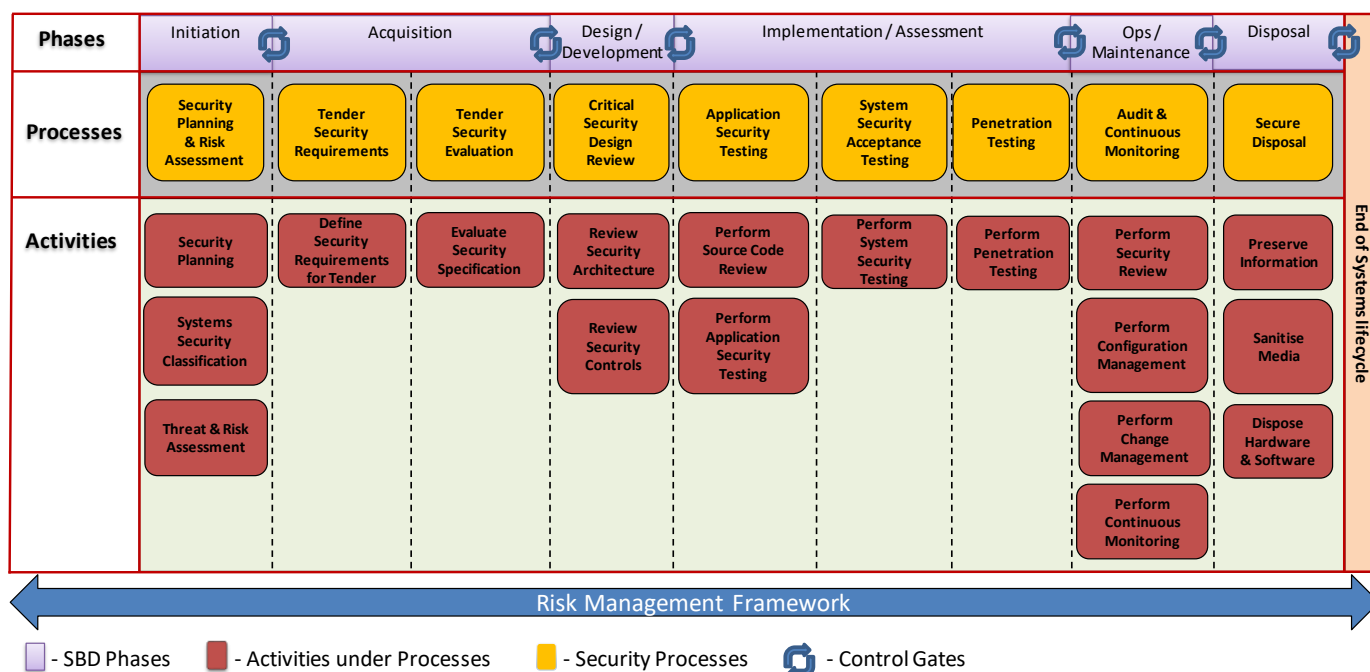 Phases
Initiation
Acquisition
Design /
Development
Implementation / Assessment
Ops /
Maintenance
Disposal
Processes
Security
Planning
& Risk
Assessment
Tender
Security
Requirements
Tender
Security
Evaluation
Critical
Security
Design
Review
Application
Security
Testing
System
Security
Acceptance
Testing
Penetration
Testing
Audit &
Continuous
Monitoring
Secure
Disposal
Activities
Security
Planning
Define
Security
Requirements
for Tender
Evaluate
Security
Specification
Review
Security
Architecture
Perform
Source Code
Review
Perform
System
Security
Testing
Perform
Penetration
Testing
Perform
Security
Review
Preserve
Information
Systems
Security
Classification
Review
Security
Controls
Perform
Application
Security
Testing
Perform
Configuration
Management
Sanitise
Media
Threat & Risk
Assessment
Perform
Change
Management
Dispose
Hardware
& Software
Perform
Continuous
Monitoring
End of Systems lifecycle
Risk Management Framework
- SBD Phases
- Activities under Processes
- Security Processes
- Control Gates